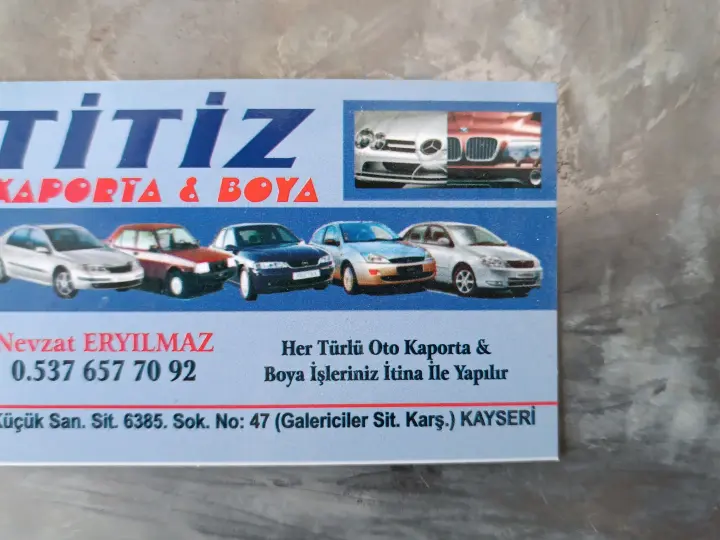 TİTİZ
KAPORTA & BOYA
Nevzat ERYILMAZ
0.537 657 70 92
Her Türlü Oto Kaporta &
Boya İşleriniz İtina İle Yapılır
Küçük San. Sit. 6385. Sok. No: 47 (Galericiler Sit. Karş.) KAYSERİ